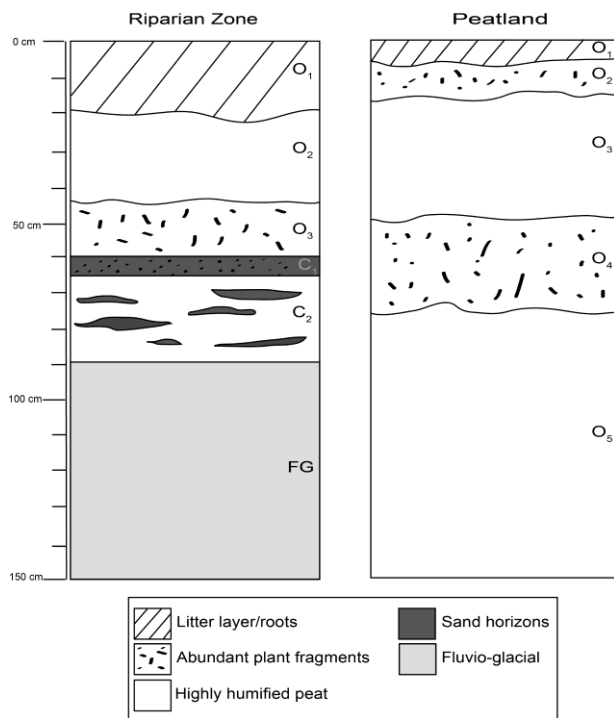 Riparian Zone
Peatland
0 cm
50 cm
100 cm
150 cm
O₁
O₂
O₃
C₁
C₂
FG
O₁
O₂
O₃
O₄
O₅
Litter layer/roots
Abundant plant fragments
Highly humified peat
Sand horizons
Fluvio-glacial